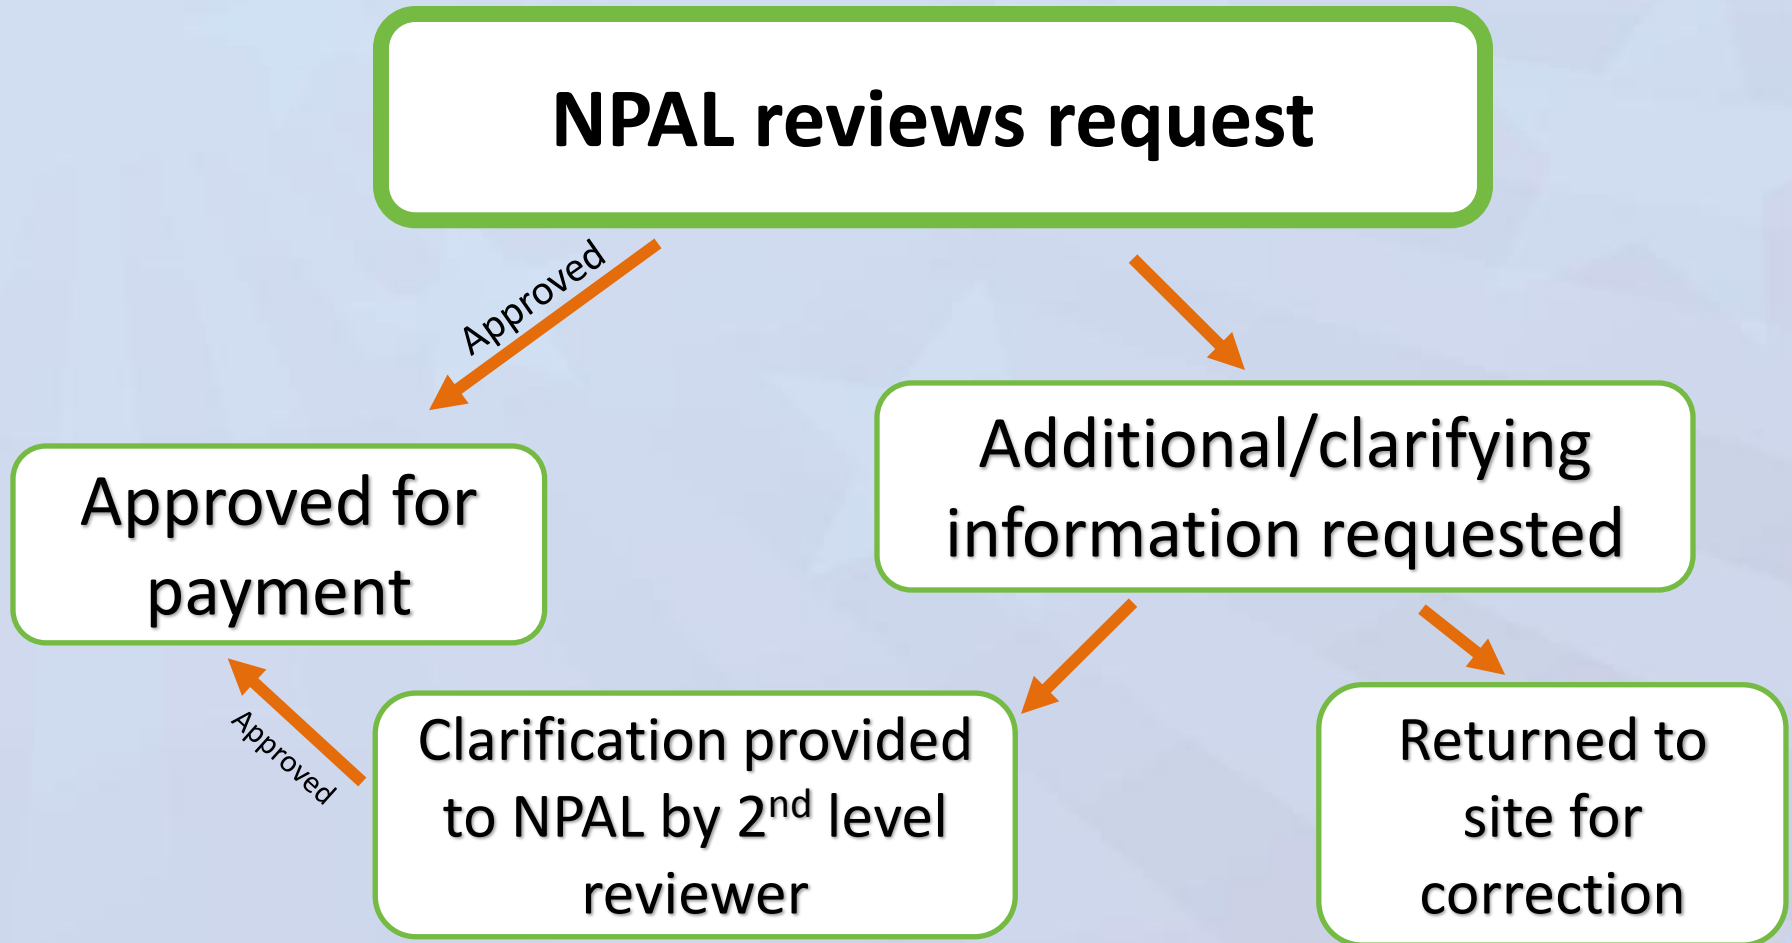 NPAL reviews request
Approved
Additional/clarifying
information requested
Approved for
payment
Approved
Clarification provided
to NPAL by 2nd level
reviewer
Returned to
site for
correction